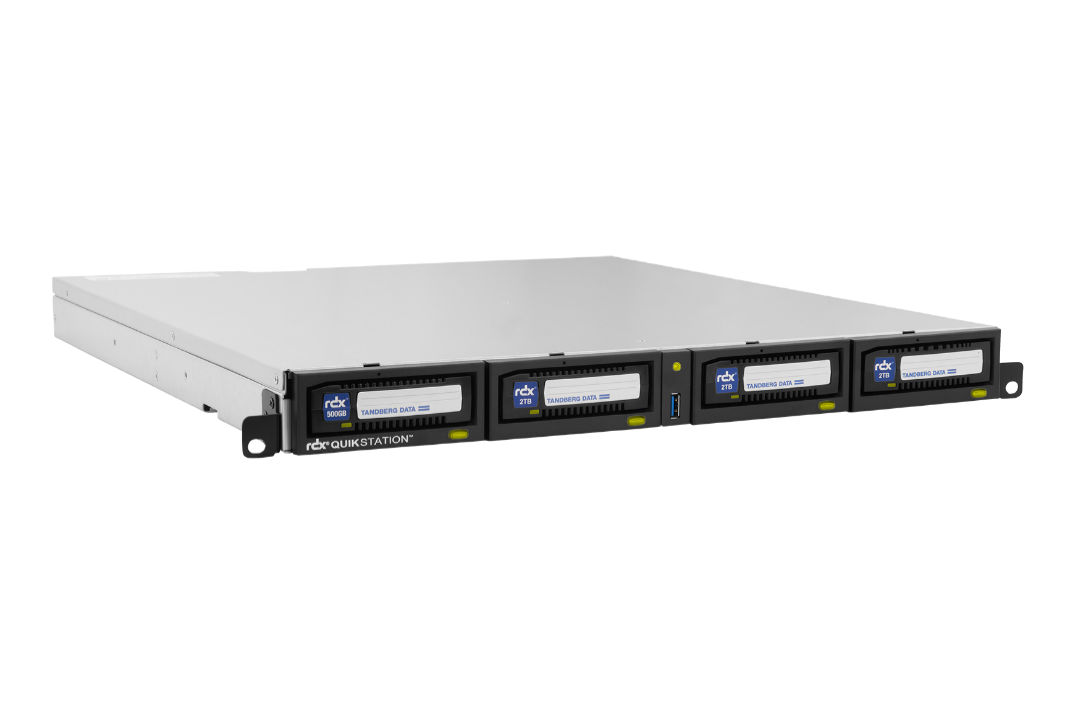 rdx
500GB
TANDBERG DATA
rdx® QUIKSTATION™
rdx
2TB
TANDBERG DATA
rdx
2TB
TANDBERG DATA
rdx
2TB
TANDBERG DATA